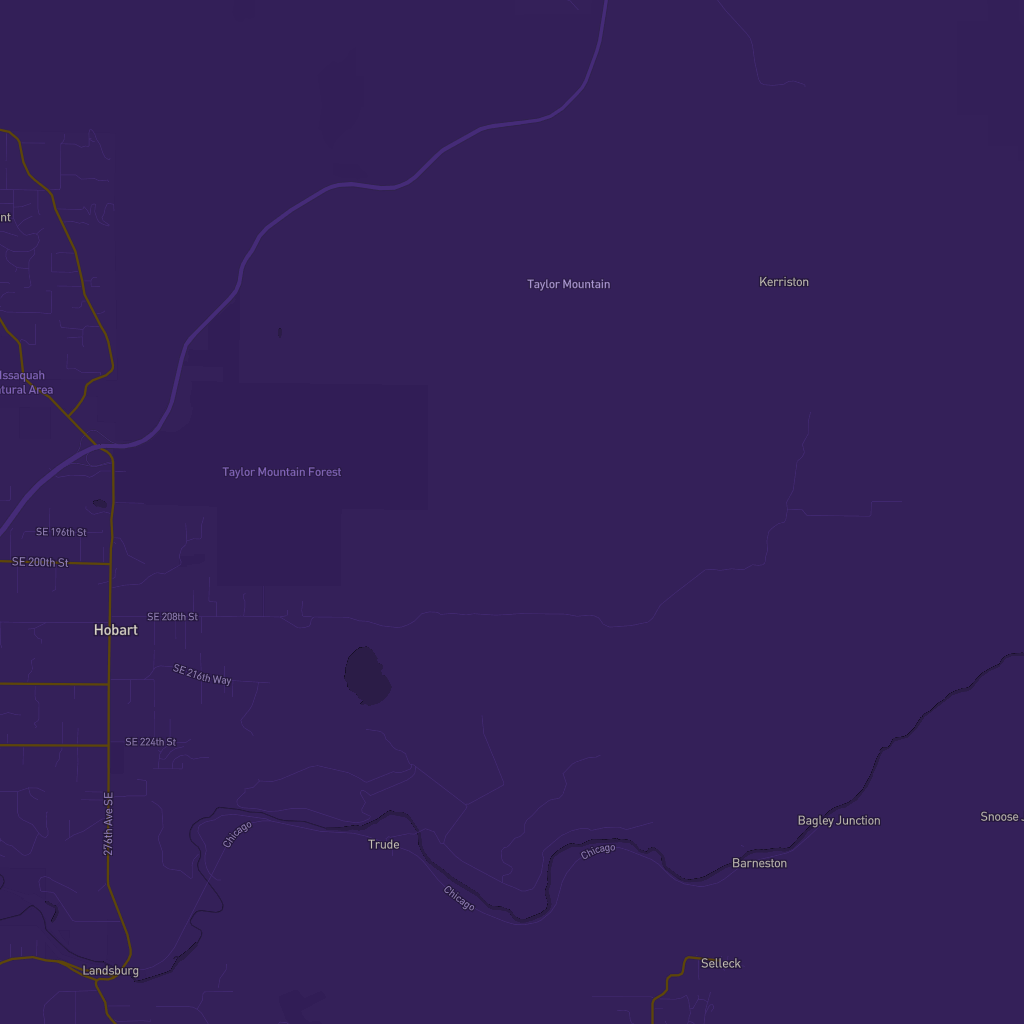 nt
Taylor Mountain
Kerriston
Issaquah
atural Area
Taylor Mountain Forest
SE 196th St
SE 200th St
SE 208th St
Hobart
SE 216th Way
SE 224th St
276th Ave SE
Chicago
Trude
Chicago
Chicago
Bagley Junction
Snoose J
Barneston
Landsburg
Selleck